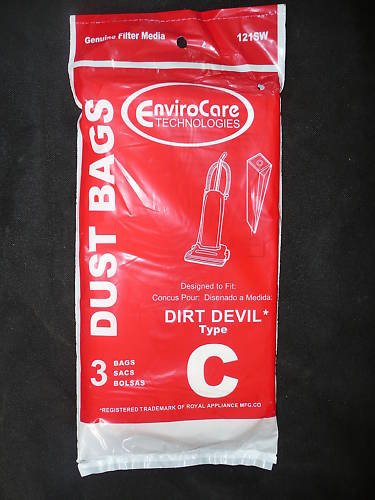 Genuine Filter Media
121SW
EnviroCare
TECHNOLOGIES
DUST BAGS
Designed to Fit:
Concus Pour: Disenado a Medida:
DIRT DEVIL*
Type
C
3
BAGS
SACS
BOLSAS
*REGISTERED TRADEMARK OF ROYAL APPLIANCE MFG.CO